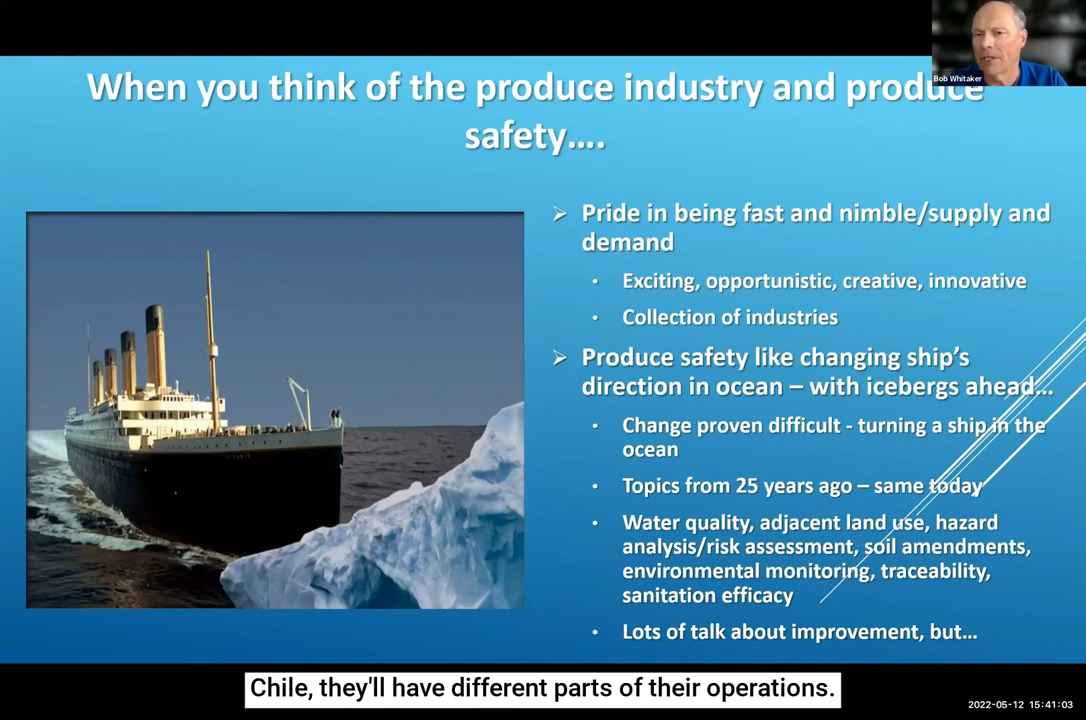 Bob Whitaker
When you think of the produce industry and produce
safety....
➢ Pride in being fast and nimble/supply and
demand
• Exciting, opportunistic, creative, innovative
• Collection of industries
➢ Produce safety like changing ship's
direction in ocean – with icebergs ahead...
• Change proven difficult - turning a ship in the
ocean
• Topics from 25 years ago – same today
• Water quality, adjacent land use, hazard
analysis/risk assessment, soil amendments,
environmental monitoring, traceability,
sanitation efficacy
• Lots of talk about improvement, but...
Chile, they'll have different parts of their operations.
2022-05-12 15:41:03